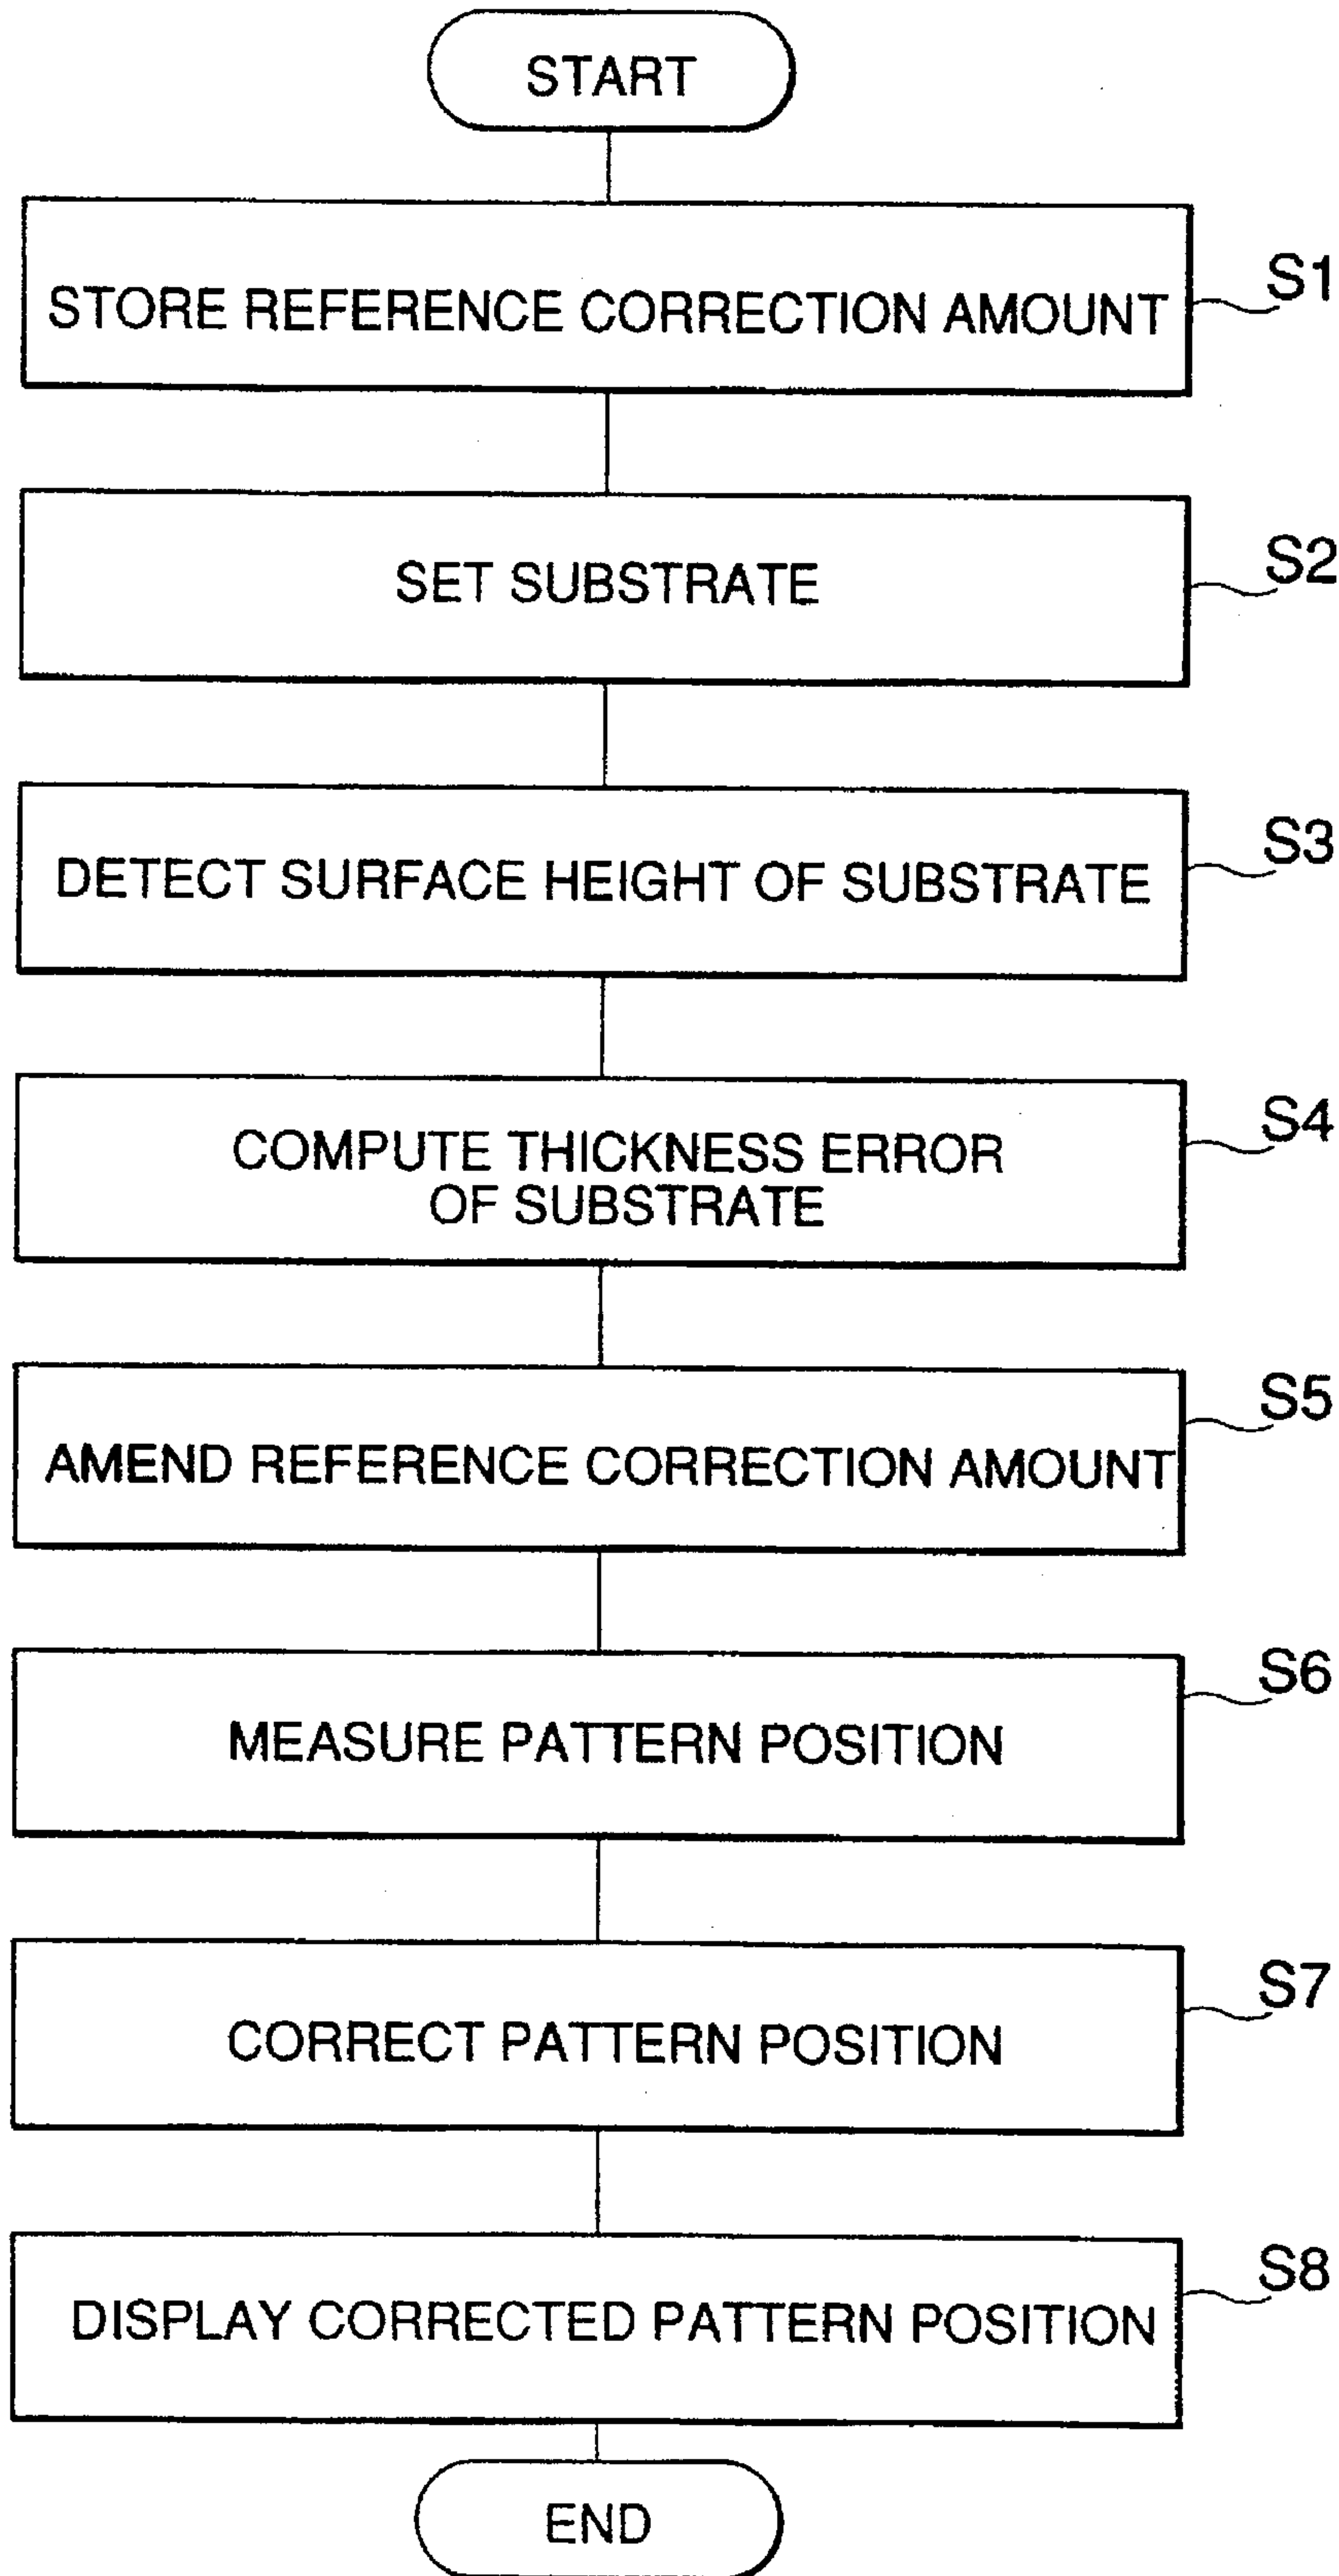 START
STORE REFERENCE CORRECTION AMOUNT
S1
SET SUBSTRATE
S2
DETECT SURFACE HEIGHT OF SUBSTRATE
S3
COMPUTE THICKNESS ERROR
OF SUBSTRATE
S4
AMEND REFERENCE CORRECTION AMOUNT
S5
MEASURE PATTERN POSITION
S6
CORRECT PATTERN POSITION
S7
DISPLAY CORRECTED PATTERN POSITION
S8
END